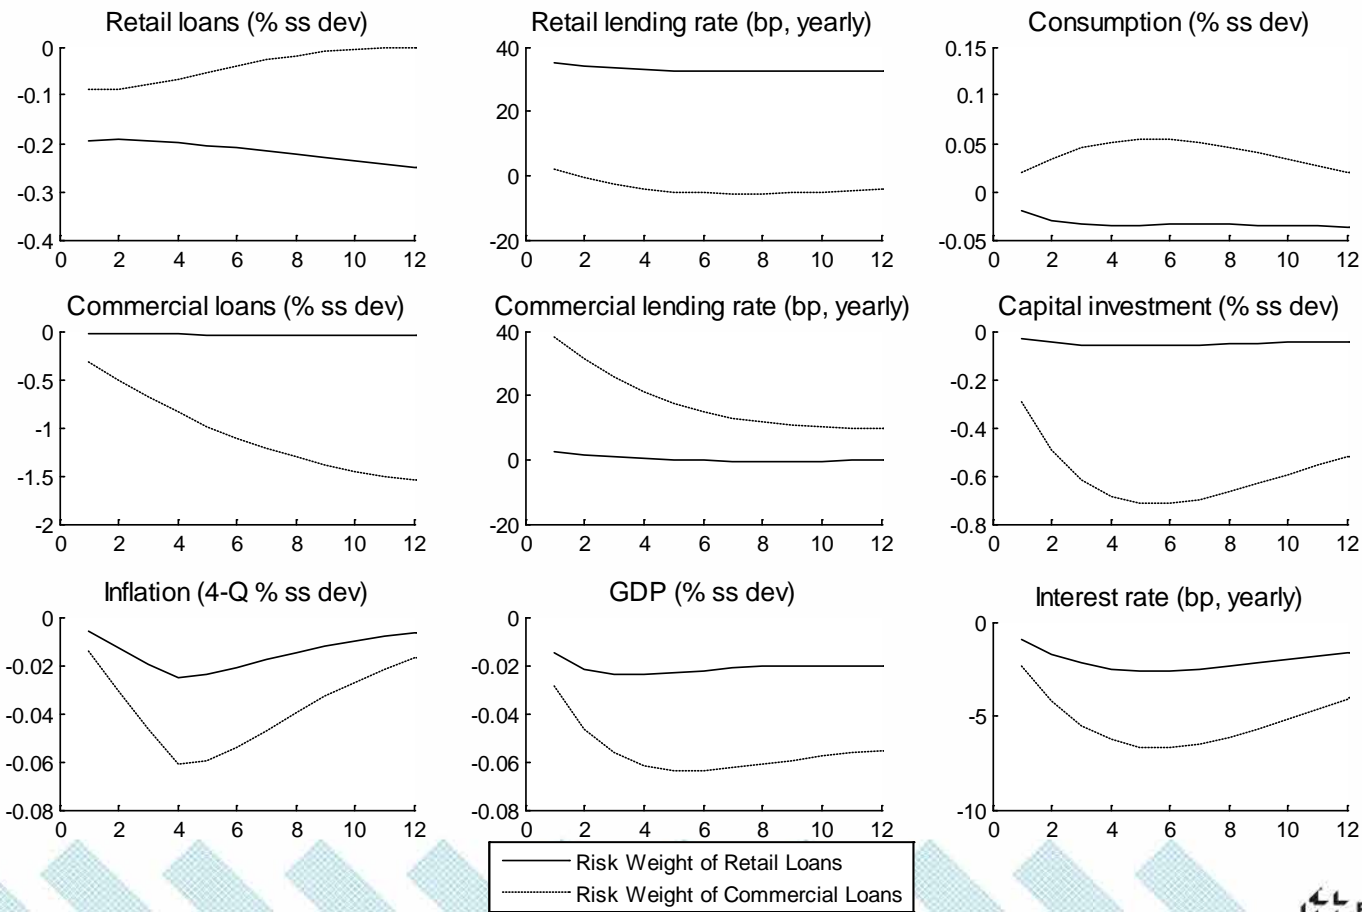 Retail loans (% ss dev)
0
-0.1
-0.2
-0.3
-0.4
0 2 4 6 8 10 12
Retail lending rate (bp, yearly)
40
20
0
-20
0 2 4 6 8 10 12
Consumption (% ss dev)
0.15
0.1
0.05
0
-0.05
0 2 4 6 8 10 12
Commercial loans (% ss dev)
0
-0.5
-1
-1.5
-2
0 2 4 6 8 10 12
Commercial lending rate (bp, yearly)
40
20
0
-20
0 2 4 6 8 10 12
Capital investment (% ss dev)
0
-0.2
-0.4
-0.6
-0.8
0 2 4 6 8 10 12
Inflation (4-Q % ss dev)
0
-0.02
-0.04
-0.06
-0.08
0 2 4 6 8 10 12
GDP (% ss dev)
0
-0.02
-0.04
-0.06
-0.08
0 2 4 6 8 10 12
Interest rate (bp, yearly)
0
-5
-10
0 2 4 6 8 10 12
Risk Weight of Retail Loans
Risk Weight of Commercial Loans